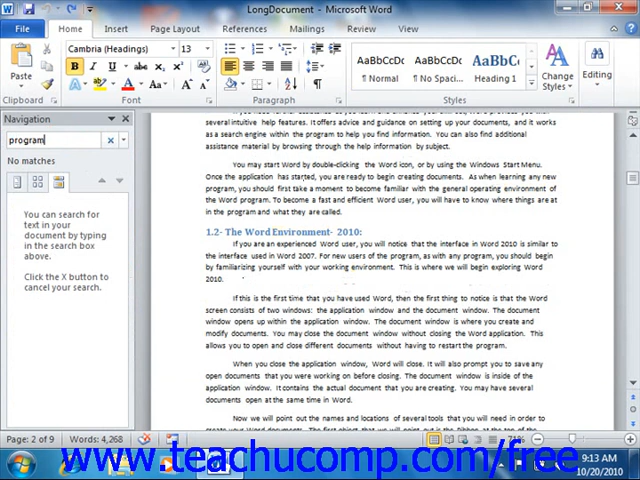 LongDocument - Microsoft Word
File Home Insert Page Layout References Mailings Review View
Cambria (Headings) 13
Paste
AaBbCcDc AaBbCcDc AaBbC
¶ Normal ¶ No Spaci... Heading 1
Change Styles
Editing
Clipboard Font Paragraph Styles
Navigation
program
No matches
You can search for
text in your
document by typing
in the search box
above.
Click the X button to
cancel your search.
several intuitive help features. It offers advice and guidance on setting up your documents, and it works
as a search engine within the program to help you find information. You can also find additional
assistance material by browsing through the help information by subject.
You may start Word by double-clicking the Word icon, or by using the Windows Start Menu.
Once the application has started, you are ready to begin creating documents. As when learning any new
program, you should first take a moment to become familiar with the general operating environment of
the Word program. To become a fast and efficient Word user, you will have to know where things are at
in the program and what they are called.
1.2- The Word Environment- 2010:
If you are an experienced Word user, you will notice that the interface in Word 2010 is similar to
the interface used in Word 2007. For new users of the program, as with any program, you should begin
by familiarizing yourself with your working environment. This is where we will begin exploring Word
2010.
If this is the first time that you have used Word, then the first thing to notice is that the Word
screen consists of two windows: the application window and the document window. The document
window opens up within the application window. The document window is where you create and
modify documents. You may close the document window without closing the Word application. This
allows you to open and close different documents without having to restart the program.
When you close the application window, Word will close. It will also prompt you to save any
open documents that you were working on before closing. The document window is inside of the
application window. It contains the actual document that you are creating. You may have several
documents open at the same time in Word.
Now we will point out the names and locations of several tools that you will need in order to
Page: 2 of 9 Words: 4,268 71%
www.teachucomp.com/free
9:13 AM
10/20/2010